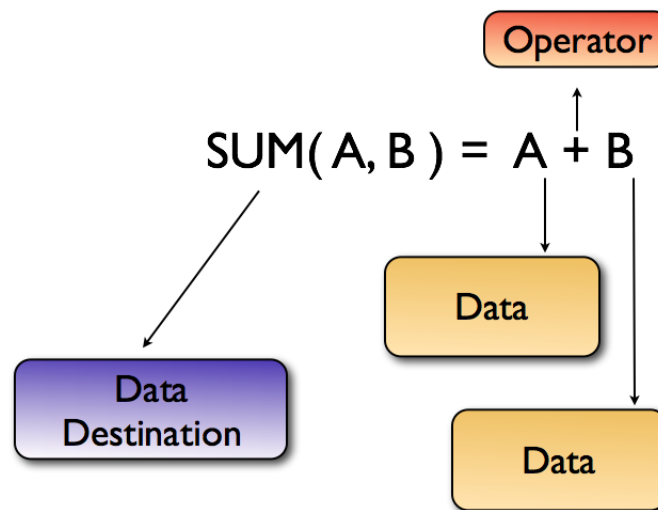 Operator
SUM( A, B ) = A + B
Data
Data
Destination
Data